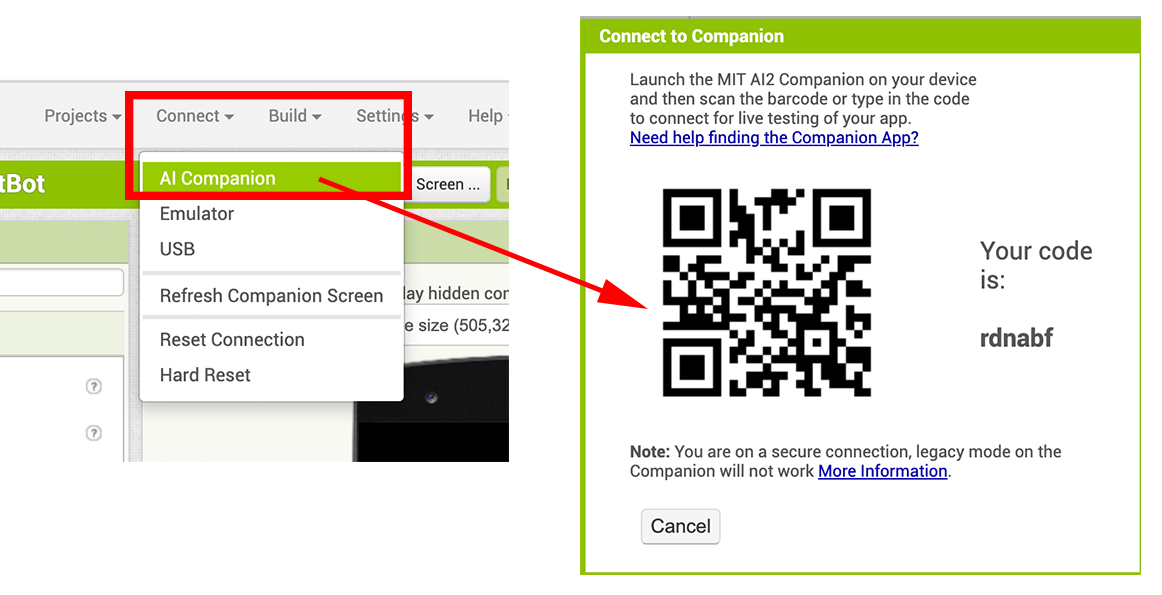 Projects
Connect
Build
Settings
Help
tBot
AI Companion
Screen ...
Emulator
USB
Refresh Companion Screen
lay hidden con
e size (505,32
Reset Connection
Hard Reset
?
?
Connect to Companion
Launch the MIT AI2 Companion on your device
and then scan the barcode or type in the code
to connect for live testing of your app.
Need help finding the Companion App?
Your code
is:
rdnabf
Note: You are on a secure connection, legacy mode on the
Companion will not work More Information.
Cancel